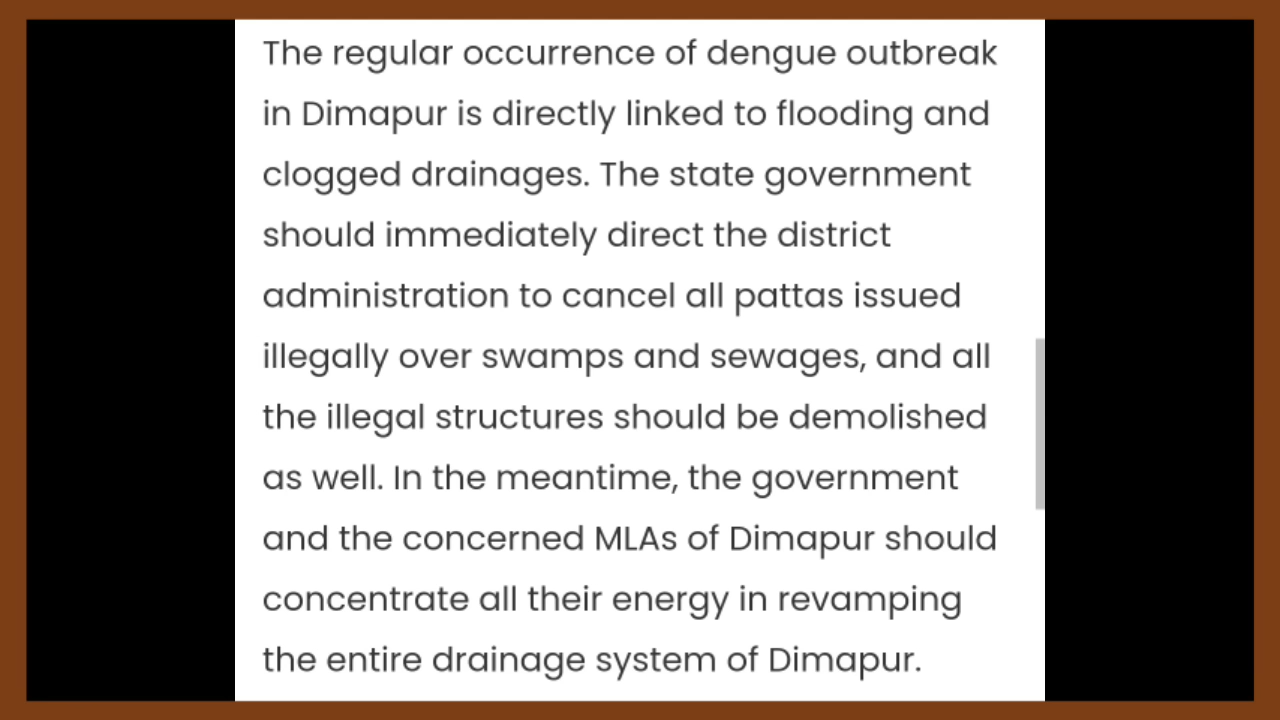 The regular occurrence of dengue outbreak
in Dimapur is directly linked to flooding and
clogged drainages. The state government
should immediately direct the district
administration to cancel all pattas issued
illegally over swamps and sewages, and all
the illegal structures should be demolished
as well. In the meantime, the government
and the concerned MLAs of Dimapur should
concentrate all their energy in revamping
the entire drainage system of Dimapur.